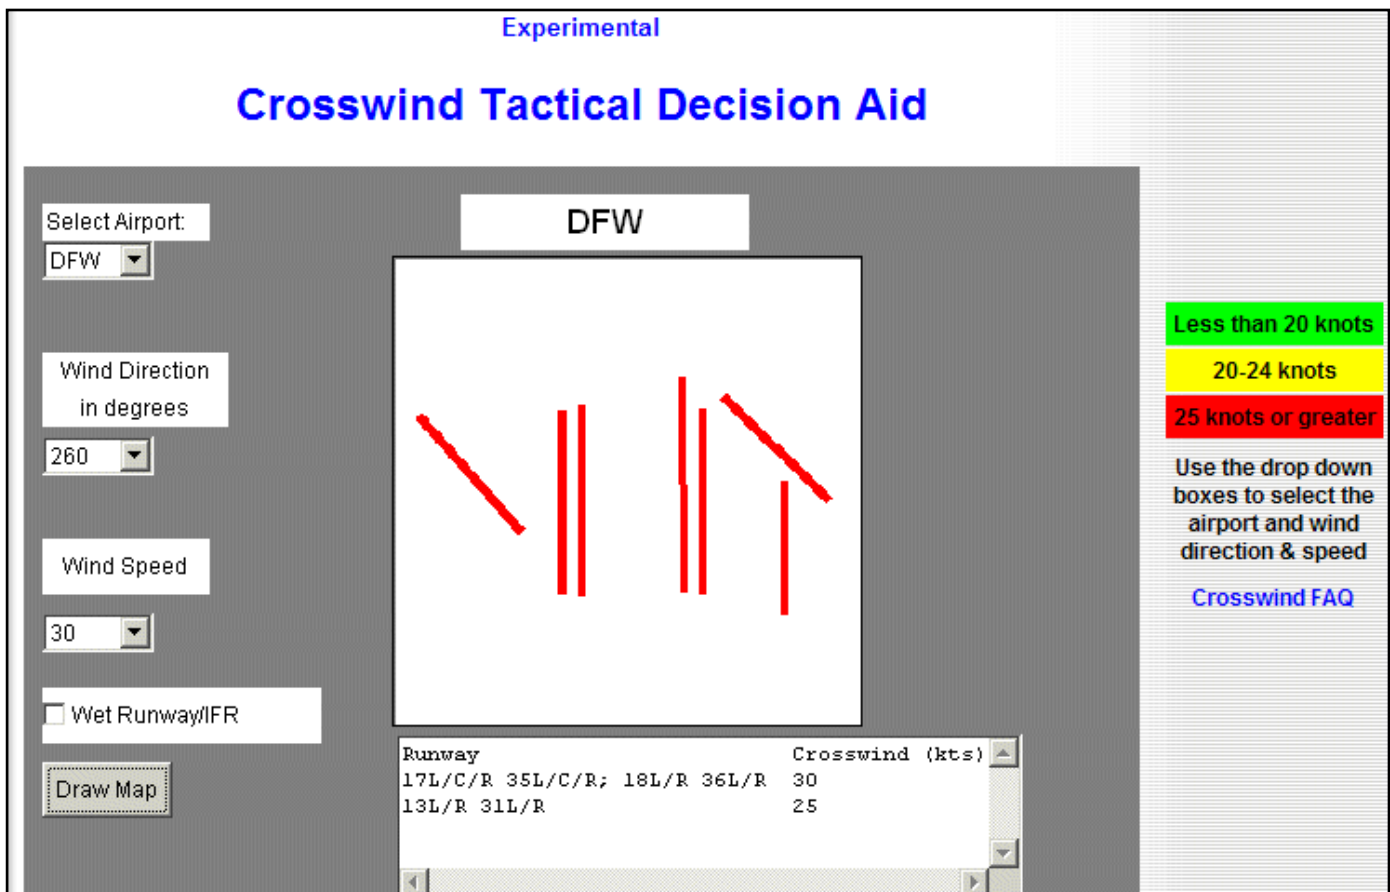 Experimental
Crosswind Tactical Decision Aid
Select Airport:
DFW
DFW
Wind Direction
in degrees
260
Wind Speed
30
Wet Runway/IFR
Draw Map
Runway Crosswind (kts)
17L/C/R 35L/C/R; 18L/R 36L/R 30
13L/R 31L/R 25
Less than 20 knots
20-24 knots
25 knots or greater
Use the drop down
boxes to select the
airport and wind
direction & speed
Crosswind FAQ